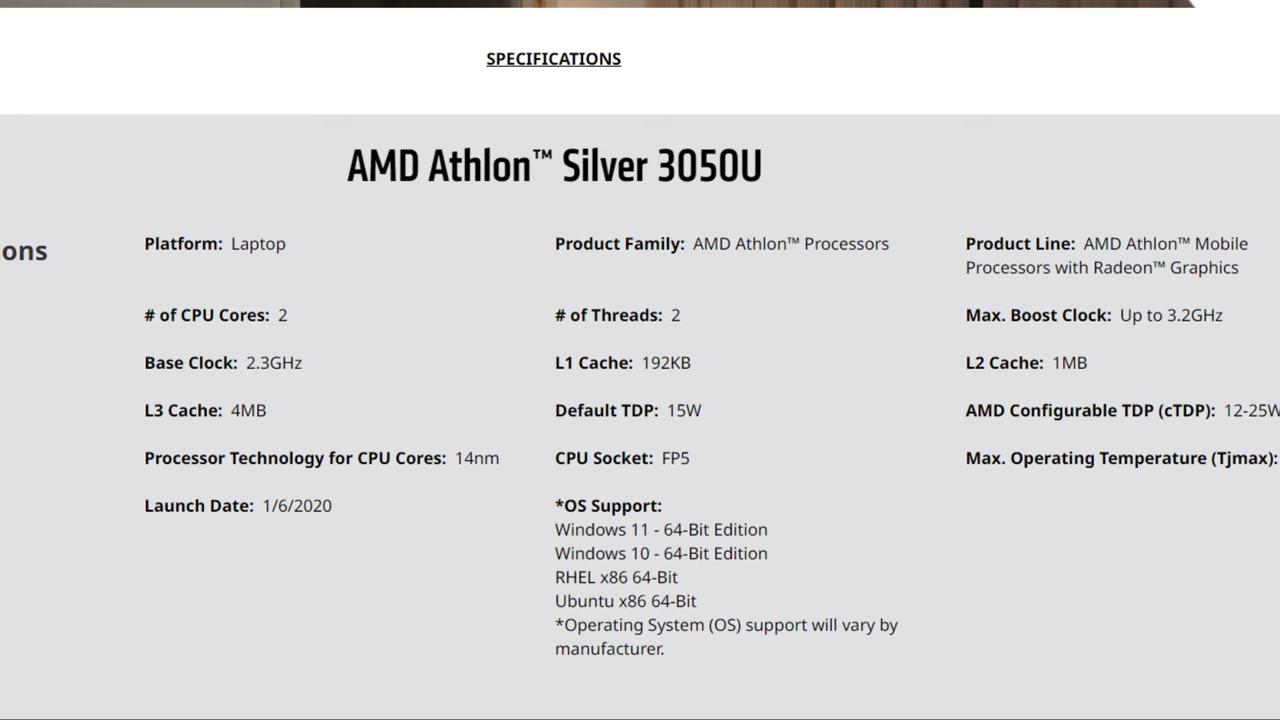 SPECIFICATIONS
AMD Athlon™ Silver 3050U
ons
Platform: Laptop
Product Family: AMD Athlon™ Processors
Product Line: AMD Athlon™ Mobile
Processors with Radeon™ Graphics
# of CPU Cores: 2
# of Threads: 2
Max. Boost Clock: Up to 3.2GHz
Base Clock: 2.3GHz
L1 Cache: 192KB
L2 Cache: 1MB
L3 Cache: 4MB
Default TDP: 15W
AMD Configurable TDP (cTDP): 12-25W
Processor Technology for CPU Cores: 14nm
CPU Socket: FP5
Max. Operating Temperature (Tjmax):
Launch Date: 1/6/2020
*OS Support:
Windows 11 - 64-Bit Edition
Windows 10 - 64-Bit Edition
RHEL x86 64-Bit
Ubuntu x86 64-Bit
*Operating System (OS) support will vary by
manufacturer.